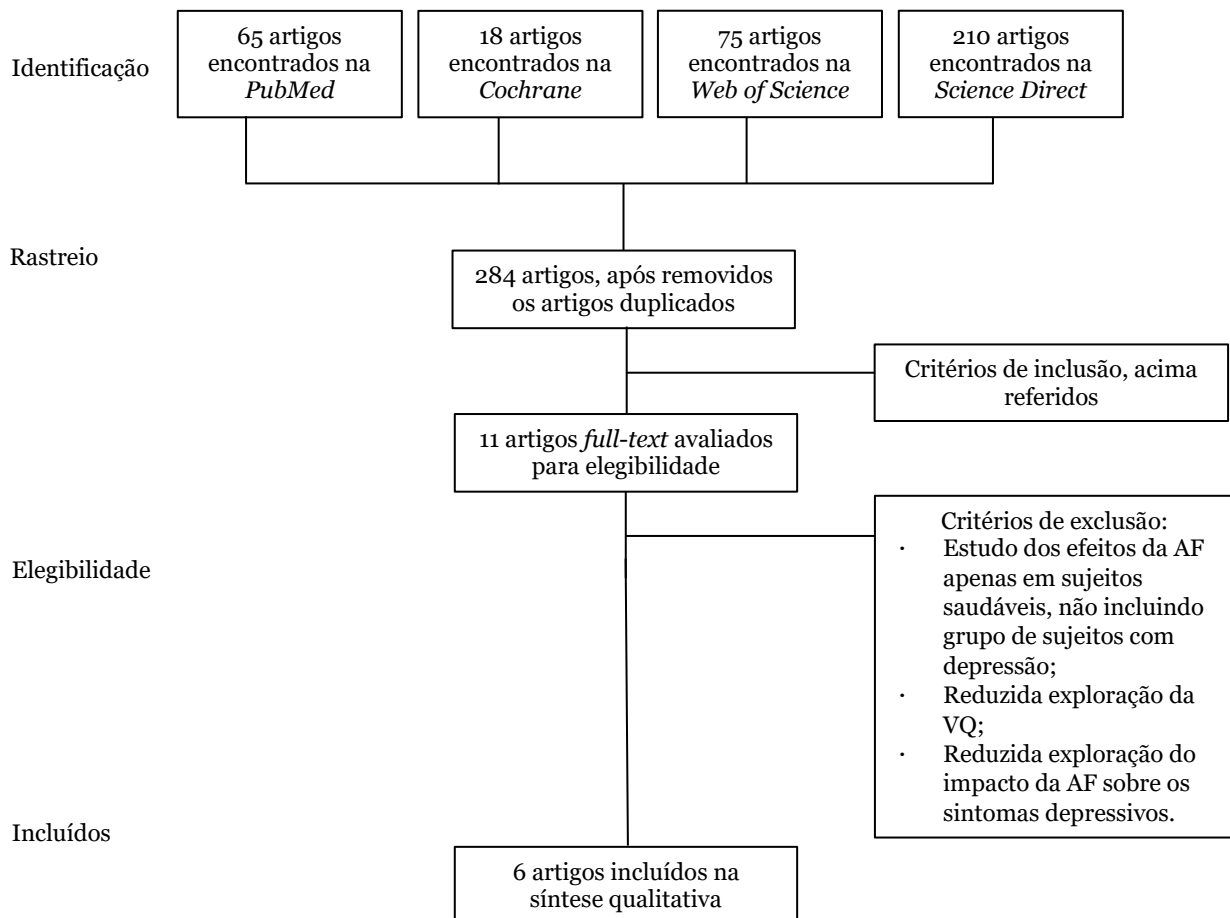 Identificação
65 artigos
encontrados na
PubMed
18 artigos
encontrados na
Cochrane
75 artigos
encontrados na
Web of Science
210 artigos
encontrados na
Science Direct
Rastreio
284 artigos, após removidos
os artigos duplicados
Critérios de inclusão, acima
referidos
11 artigos full-text avaliados
para elegibilidade
Elegibilidade
Critérios de exclusão:
· Estudo dos efeitos da AF
apenas em sujeitos
saudáveis, não incluindo
grupo de sujeitos com
depressão;
· Reduzida exploração da
VQ;
· Reduzida exploração do
impacto da AF sobre os
sintomas depressivos.
Incluídos
6 artigos incluídos na
síntese qualitativa